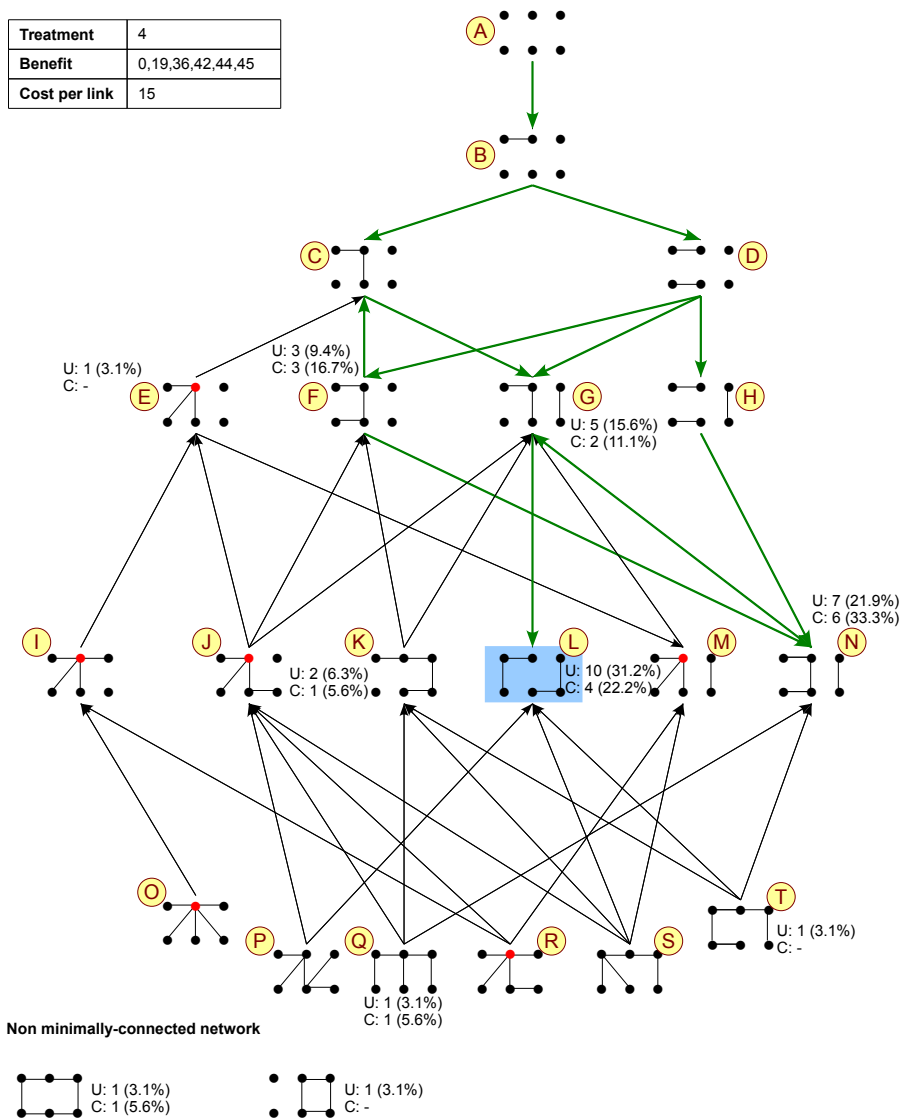 Treatment 4
Benefit 0,19,36,42,44,45
Cost per link 15
A
B
C
D
U: 1 (3.1%)
C: -
E
U: 3 (9.4%)
C: 3 (16.7%)
F
G
U: 5 (15.6%)
C: 2 (11.1%)
H
I
J
U: 2 (6.3%)
C: 1 (5.6%)
K
L
U: 10 (31.2%)
C: 4 (22.2%)
M
U: 7 (21.9%)
C: 6 (33.3%)
N
O
P
Q
U: 1 (3.1%)
C: 1 (5.6%)
R
S
T
U: 1 (3.1%)
C: -
Non minimally-connected network
U: 1 (3.1%)
C: 1 (5.6%)
U: 1 (3.1%)
C: -